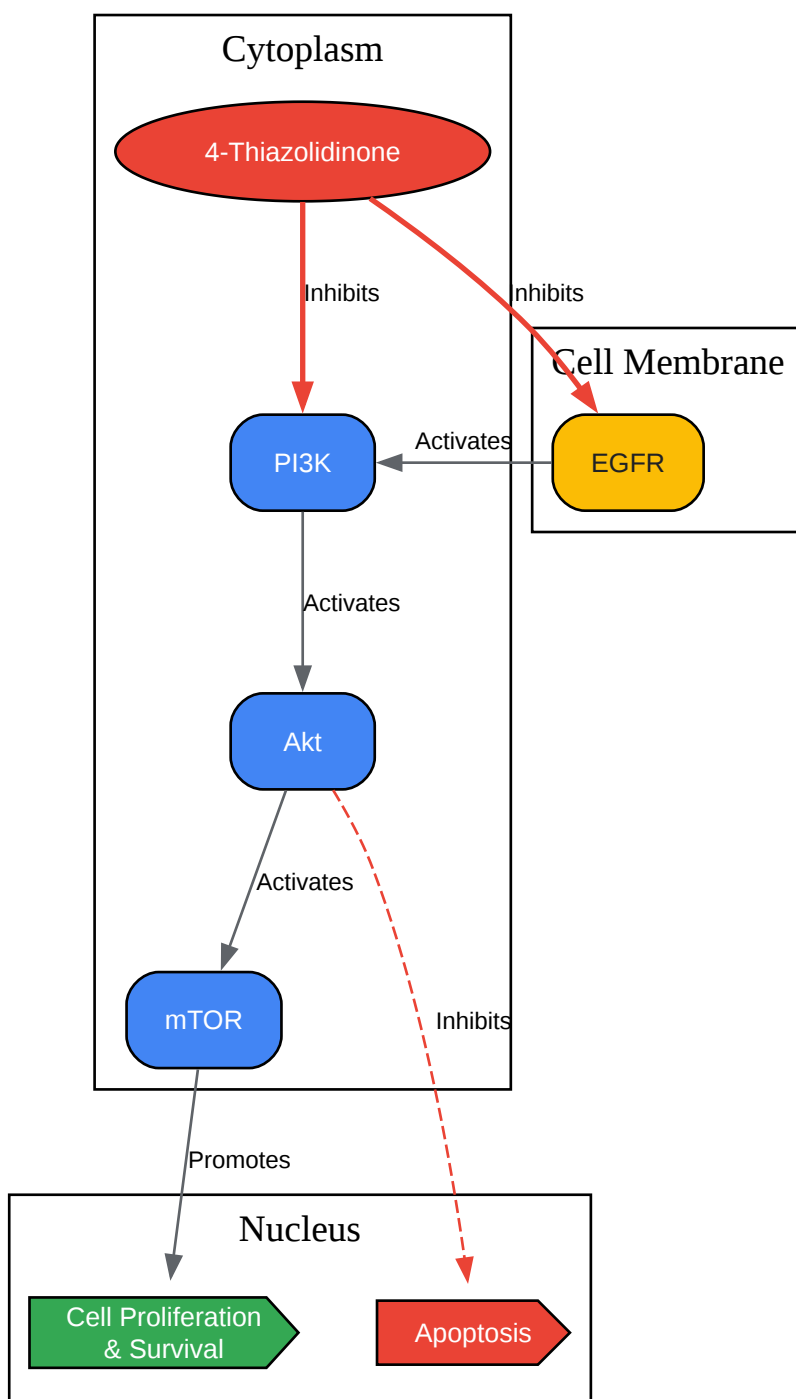 Cytoplasm
4-Thiazolidinone
Inhibits
Inhibits
Cell Membrane
Activates
PI3K
EGFR
Activates
Akt
Activates
mTOR
Inhibits
Promotes
Nucleus
Cell Proliferation
& Survival
Apoptosis